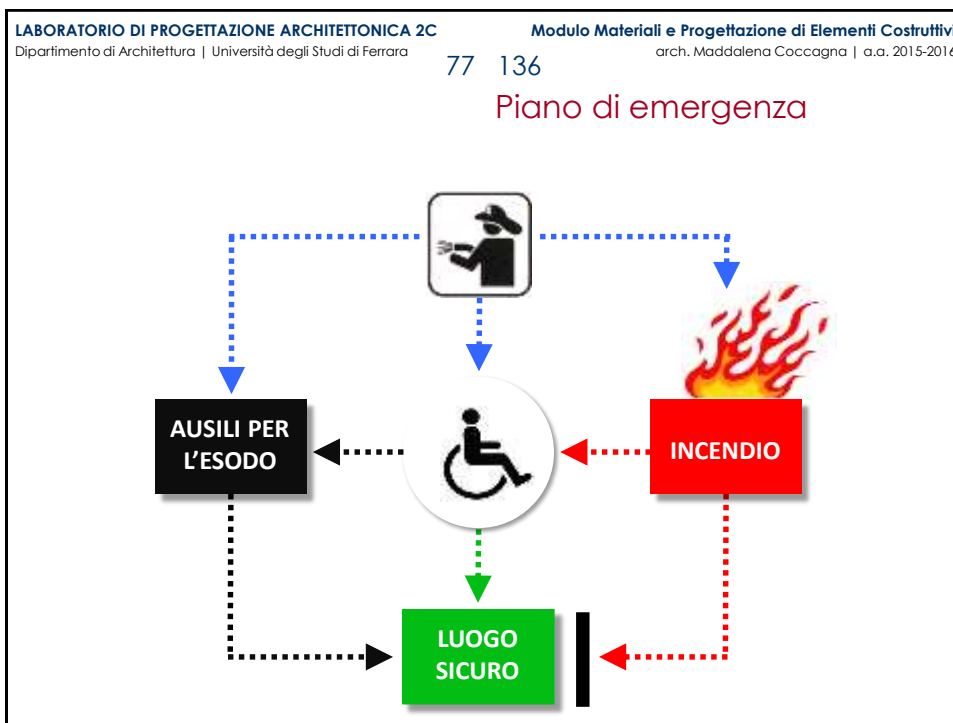 LABORATORIO DI PROGETTAZIONE ARCHITETTONICA 2C
Dipartimento di Architettura | Università degli Studi di Ferrara
Modulo Materiali e Progettazione di Elementi Costruttivi
arch. Maddalena Coccagna | a.a. 2015-2016
77 136
Piano di emergenza
AUSILI PER
L'ESODO
INCENDIO
LUOGO
SICURO